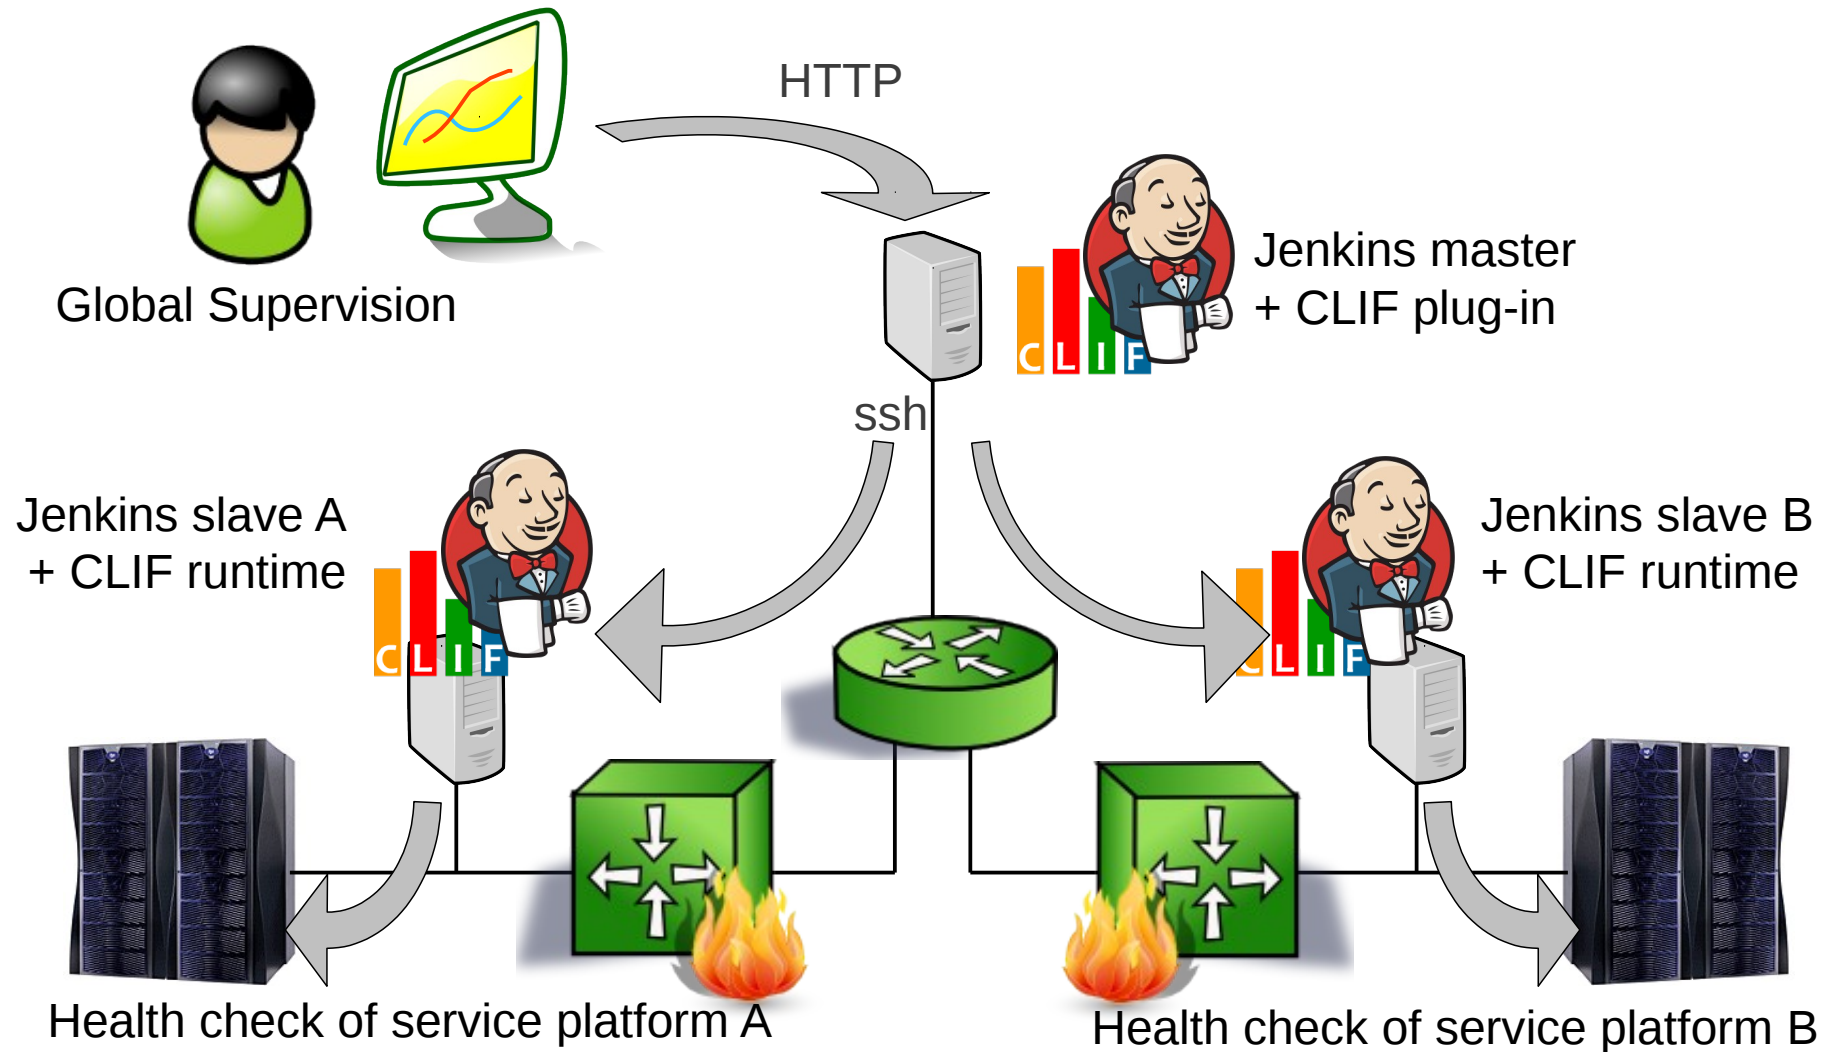 HTTP
Global Supervision
Jenkins master
+ CLIF plug-in
CLIF
ssh
Jenkins slave A
+ CLIF runtime
CLIF
Jenkins slave B
+ CLIF runtime
CLIF
Health check of service platform A
Health check of service platform B